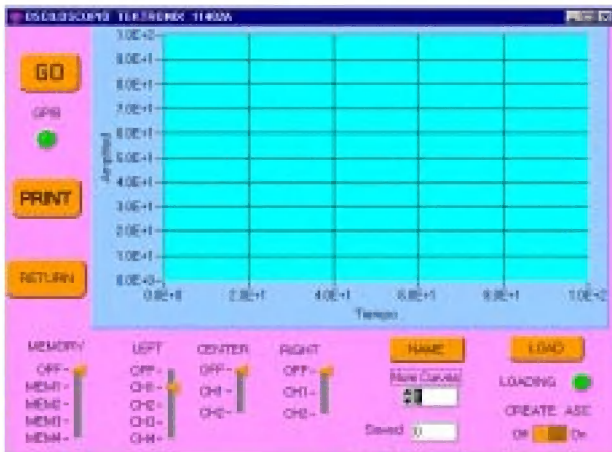 OSCILOSCOPIO TEKTRONIX 11402A
GO
GPIB
PRINT
RETURN
Amplitud
1.0E+2
9.0E+1
8.0E+1
7.0E+1
6.0E+1
5.0E+1
4.0E+1
3.0E+1
2.0E+1
1.0E+1
0.0E+0
0.0E+0 2.0E+1 4.0E+1 6.0E+1 8.0E+1 1.0E+2
Tiempo
MEMORY
OFF
MEM1
MEM2
MEM4
LEFT
OFF
CH1
CH2
CH3
CH4
CENTER
OFF
CH1
CH2
RIGHT
OFF
CH1
CH2
NAME
Curves
Saved 0
LOAD
LOADING
CREATE ASC
Off On